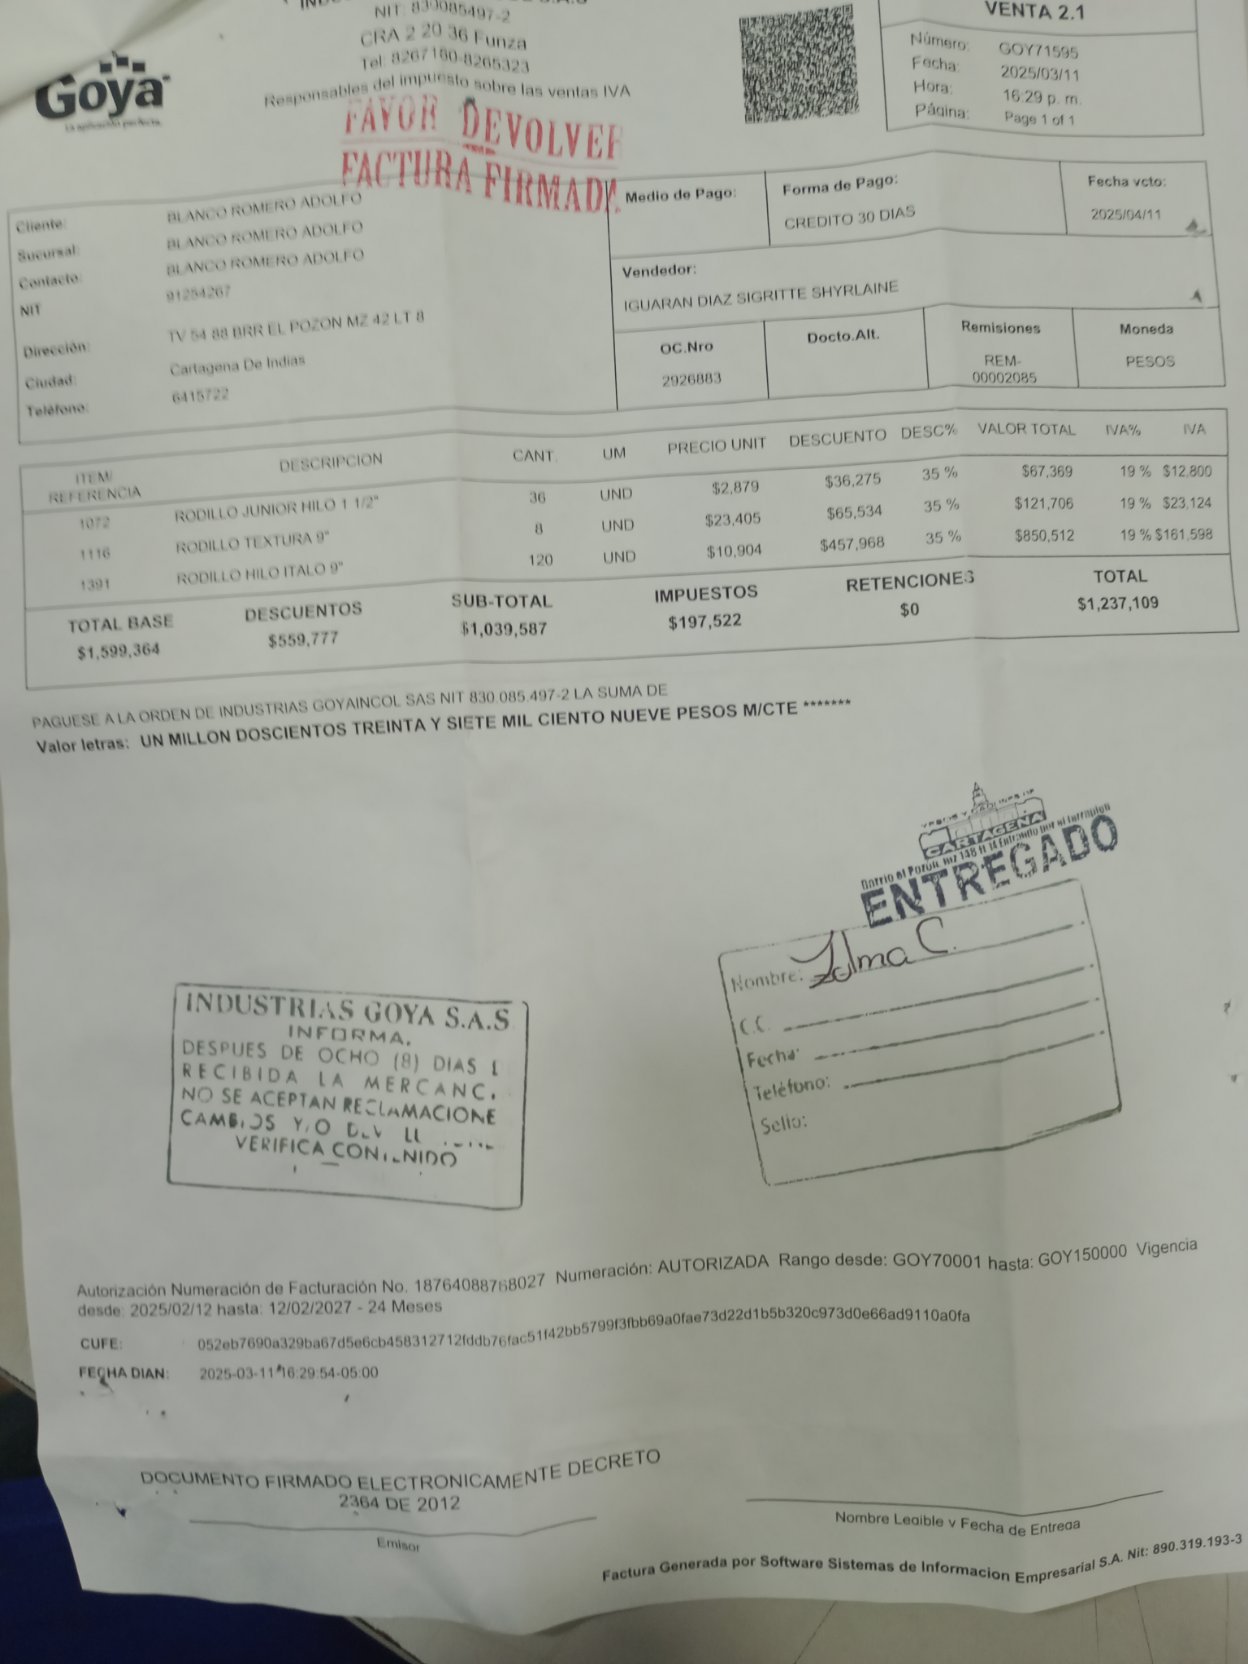 NIT: 830085497-2
CRA 2 20 36 Funza
Tel: 8267180-8265323
Responsables del impuesto sobre las ventas IVA
Goya
FAVOR DEVOLVER
FACTURA FIRMADA
VENTA 2.1
Número: GOY71595
Fecha: 2025/03/11
Hora: 16:29 p. m.
Página: Page 1 of 1
Cliente: BLANCO ROMERO ADOLFO
Sucursal: BLANCO ROMERO ADOLFO
Contacto: BLANCO ROMERO ADOLFO
NIT 91254267
Dirección: TV 54 88 BRR EL POZON MZ 42 LT 8
Ciudad: Cartagena De Indias
Teléfono: 6415722
Medio de Pago:
Forma de Pago:
CREDITO 30 DIAS
Fecha vcto:
2025/04/11
Vendedor:
IGUARAN DIAZ SIGRITTE SHYRLAINE
OC.Nro
2926883
Docto.Alt.
Remisiones
REM-
00002085
Moneda
PESOS
ITEM/ REFERENCIA DESCRIPCION CANT. UM PRECIO UNIT DESCUENTO DESC% VALOR TOTAL IVA% IVA
1072 RODILLO JUNIOR HILO 1 1/2" 36 UND $2,879 $36,275 35 % $67,369 19 % $12,800
1116 RODILLO TEXTURA 9" 8 UND $23,405 $65,534 35 % $121,706 19 % $23,124
1391 RODILLO HILO ITALO 9" 120 UND $10,904 $457,968 35 % $850,512 19 % $161,598
TOTAL BASE DESCUENTOS SUB-TOTAL IMPUESTOS RETENCIONES TOTAL
$1,599,364 $559,777 $1,039,587 $197,522 $0 $1,237,109
PAGUESE A LA ORDEN DE INDUSTRIAS GOYAINCOL SAS NIT 830.085.497-2 LA SUMA DE
Valor letras: UN MILLON DOSCIENTOS TREINTA Y SIETE MIL CIENTO NUEVE PESOS M/CTE *******
CARTAGENA
ENTREGADO
Nombre: Zulma C.
C.C.
Fecha:
Teléfono:
Sello:
INDUSTRIAS GOYA S.A.S
INFORMA.
DESPUES DE OCHO (8) DIAS
RECIBIDA LA MERCANC.
NO SE ACEPTAN RECLAMACIONE
CAMBIOS Y/O
VERIFICA CONTENIDO
Autorización Numeración de Facturación No. 18764088768027 Numeración: AUTORIZADA Rango desde: GOY70001 hasta: GOY150000 Vigencia
desde: 2025/02/12 hasta: 12/02/2027 - 24 Meses
CUFE: 052eb7690a329ba67d5e6cb458312712fddb76fac51f42bb5799f3fbb69a0fae73d22d1b5b320c973d0e66ad9110a0fa
FECHA DIAN: 2025-03-11 16:29:54-05:00
DOCUMENTO FIRMADO ELECTRONICAMENTE DECRETO
2364 DE 2012
Emisor
Nombre Legible y Fecha de Entrega
Factura Generada por Software Sistemas de Informacion Empresarial S.A. Nit: 890.319.193-3